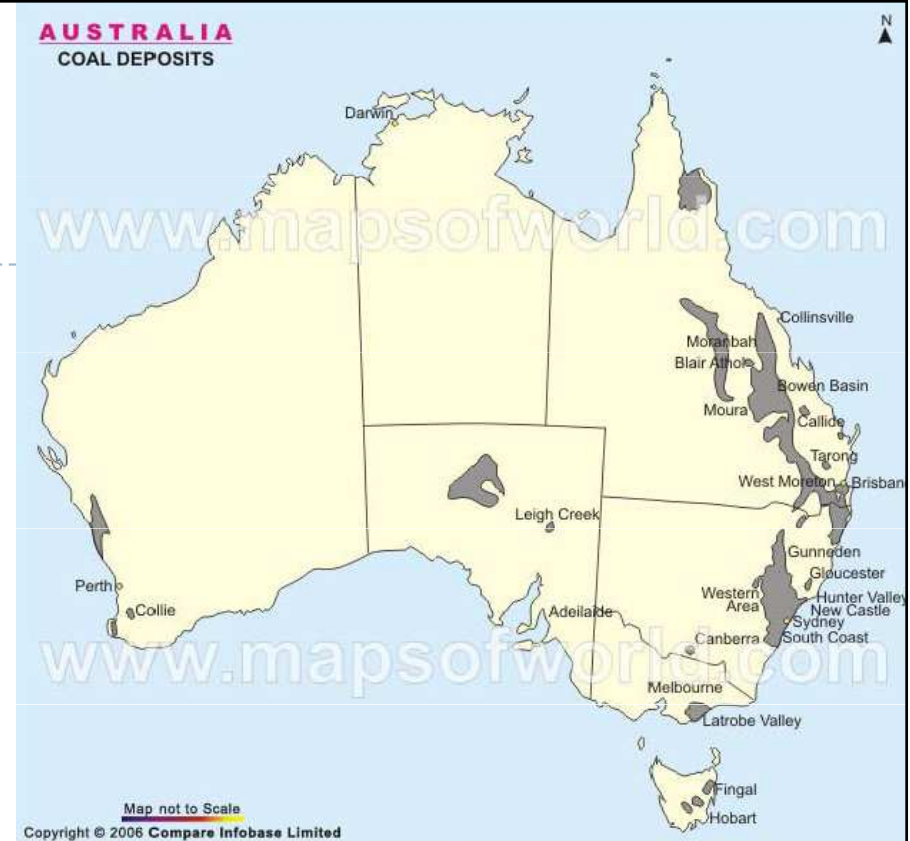 AUSTRALIA
COAL DEPOSITS
N
Darwin
www.mapsofworld.com
Collinsville
Moranbah
Blair Athol
Bowen Basin
Moura
Callide
Tarong
West Moreton
Brisban
Leigh Creek
Gunneden
Perth
Gloucester
Collie
Western
Area
Hunter Valley
New Castle
Adeilaide
Sydney
Canberra
South Coast
www.mapsofworld.com
Melbourne
Latrobe Valley
Fingal
Hobart
Map not to Scale
Copyright © 2006 Compare Infobase Limited